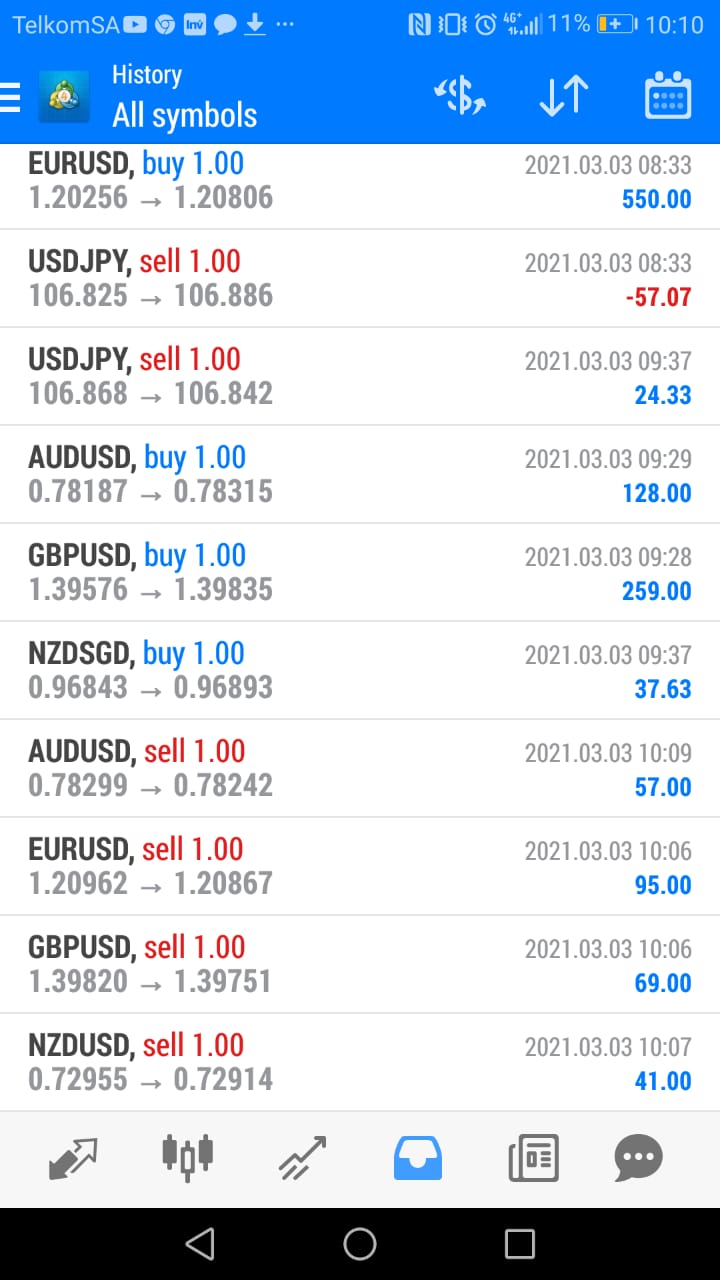 TelkomSA inv ... 4G+ 11% 10:10
History
All symbols
EURUSD, buy 1.00 2021.03.03 08:33
1.20256 → 1.20806 550.00
USDJPY, sell 1.00 2021.03.03 08:33
106.825 → 106.886 -57.07
USDJPY, sell 1.00 2021.03.03 09:37
106.868 → 106.842 24.33
AUDUSD, buy 1.00 2021.03.03 09:29
0.78187 → 0.78315 128.00
GBPUSD, buy 1.00 2021.03.03 09:28
1.39576 → 1.39835 259.00
NZDSGD, buy 1.00 2021.03.03 09:37
0.96843 → 0.96893 37.63
AUDUSD, sell 1.00 2021.03.03 10:09
0.78299 → 0.78242 57.00
EURUSD, sell 1.00 2021.03.03 10:06
1.20962 → 1.20867 95.00
GBPUSD, sell 1.00 2021.03.03 10:06
1.39820 → 1.39751 69.00
NZDUSD, sell 1.00 2021.03.03 10:07
0.72955 → 0.72914 41.00